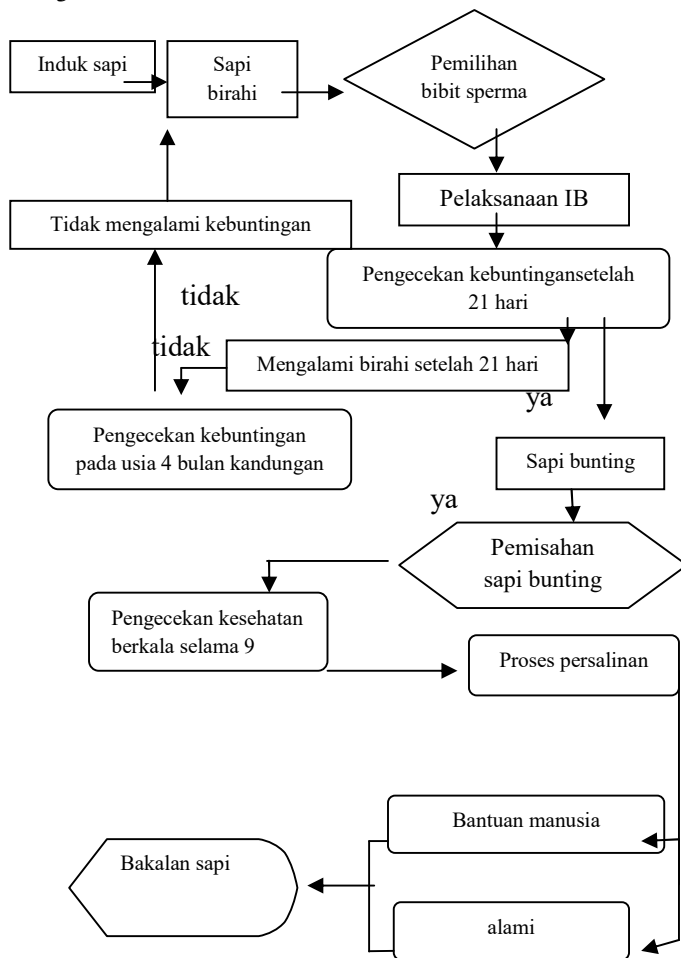 Induk sapi
Sapi
birahi
Pemilihan
bibit sperma
Pelaksanaan IB
Tidak mengalami kebuntingan
Pengecekan kebuntingansetelah
21 hari
tidak
tidak
Mengalami birahi setelah 21 hari
ya
Pengecekan kebuntingan
pada usia 4 bulan kandungan
Sapi bunting
ya
Pemisahan
sapi bunting
Pengecekan kesehatan
berkala selama 9
Proses persalinan
Bantuan manusia
Bakalan sapi
alami